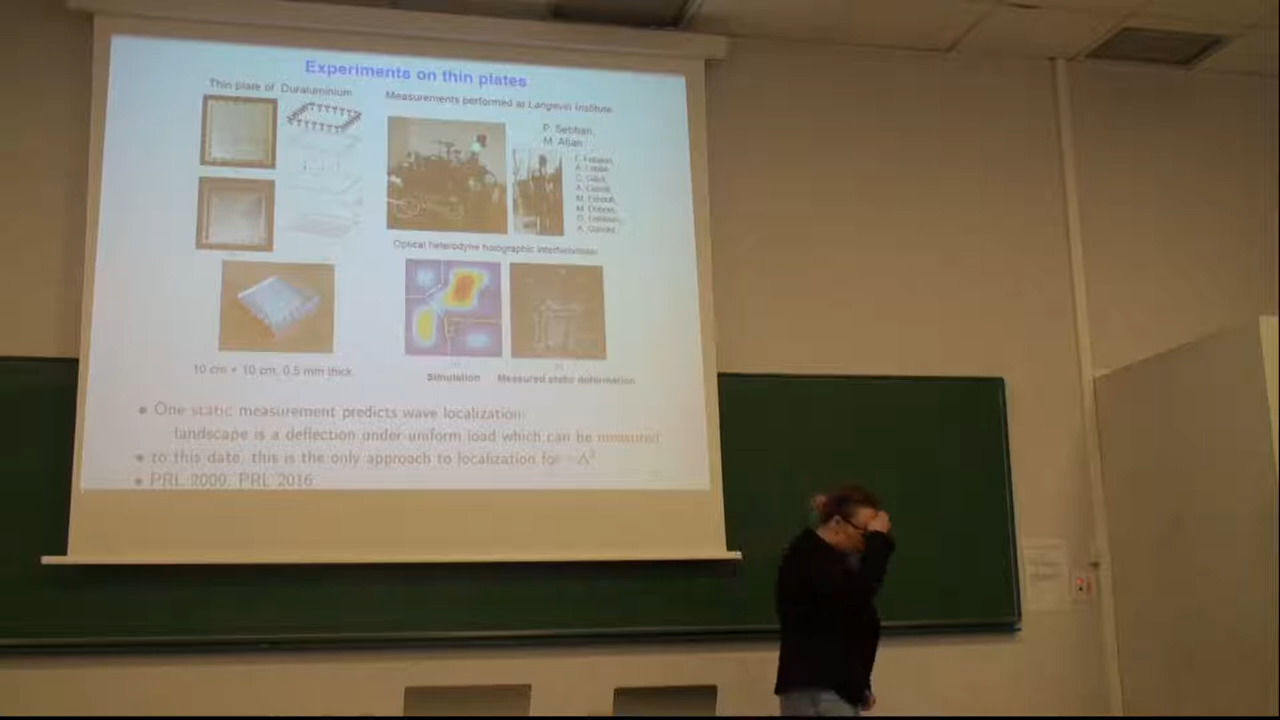 Experiments on thin plates
Thin plate of Duraluminium
Measurements performed at Langevin Institute
P. Sebbah,
M. Atlan
Optical heterodyne holographic interferometer
10 cm × 10 cm, 0.5 mm thick
Simulation
Measured static deformation
• One static measurement predicts wave localization:
landscape is a deflection under uniform load which can be measured
• to this date, this is the only approach to localization for
• PRL 2009, PRL 2016